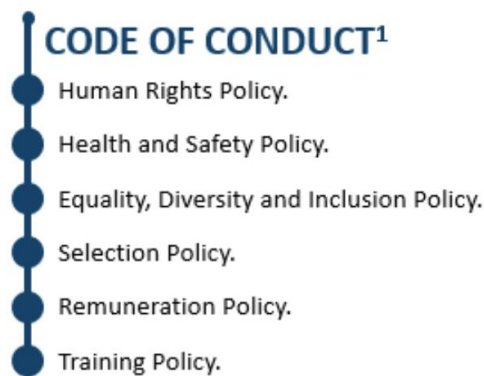 CODE OF CONDUCT¹
Human Rights Policy.
Health and Safety Policy.
Equality, Diversity and Inclusion Policy.
Selection Policy.
Remuneration Policy.
Training Policy.